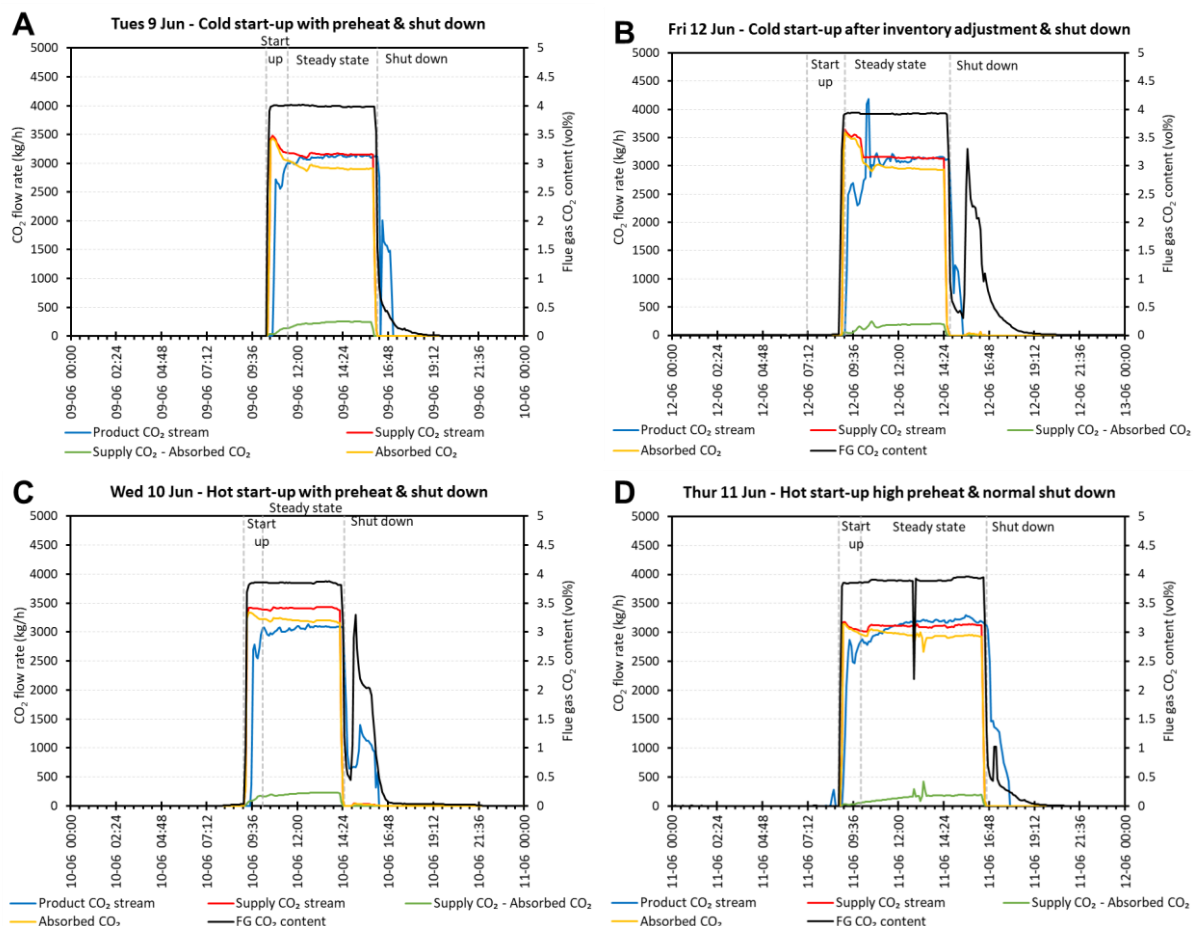 A
Tues 9 Jun - Cold start-up with preheat & shut down
Start
up
Steady state
Shut down
5000
4500
4000
3500
3000
2500
2000
1500
1000
500
0
CO₂ flow rate (kg/h)
5
4.5
4
3.5
3
2.5
2
1.5
1
0.5
0
Flue gas CO₂ content (vol%)
09-06 00:00
09-06 02:24
09-06 04:48
09-06 07:12
09-06 09:36
09-06 12:00
09-06 14:24
09-06 16:48
09-06 19:12
09-06 21:36
10-06 00:00
Product CO₂ stream
Supply CO₂ stream
Supply CO₂ - Absorbed CO₂
Absorbed CO₂
FG CO₂ content
B
Fri 12 Jun - Cold start-up after inventory adjustment & shut down
Start
up
Steady state
Shut down
5000
4500
4000
3500
3000
2500
2000
1500
1000
500
0
CO₂ flow rate (kg/h)
5
4.5
4
3.5
3
2.5
2
1.5
1
0.5
0
Flue gas CO₂ content (vol%)
12-06 00:00
12-06 02:24
12-06 04:48
12-06 07:12
12-06 09:36
12-06 12:00
12-06 14:24
12-06 16:48
12-06 19:12
12-06 21:36
13-06 00:00
Product CO₂ stream
Supply CO₂ stream
Supply CO₂ - Absorbed CO₂
Absorbed CO₂
FG CO₂ content
C
Wed 10 Jun - Hot start-up with preheat & shut down
Steady state
Start
up
Shut down
5000
4500
4000
3500
3000
2500
2000
1500
1000
500
0
CO₂ flow rate (kg/h)
5
4.5
4
3.5
3
2.5
2
1.5
1
0.5
0
Flue gas CO₂ content (vol%)
10-06 00:00
10-06 02:24
10-06 04:48
10-06 07:12
10-06 09:36
10-06 12:00
10-06 14:24
10-06 16:48
10-06 19:12
10-06 21:36
11-06 00:00
Product CO₂ stream
Supply CO₂ stream
Supply CO₂ - Absorbed CO₂
Absorbed CO₂
FG CO₂ content
D
Thur 11 Jun - Hot start-up high preheat & normal shut down
Start
up
Steady state
Shut down
5000
4500
4000
3500
3000
2500
2000
1500
1000
500
0
CO₂ flow rate (kg/h)
5
4.5
4
3.5
3
2.5
2
1.5
1
0.5
0
Flue gas CO₂ content (vol%)
11-06 00:00
11-06 02:24
11-06 04:48
11-06 07:12
11-06 09:36
11-06 12:00
11-06 14:24
11-06 16:48
11-06 19:12
11-06 21:36
12-06 00:00
Product CO₂ stream
Supply CO₂ stream
Supply CO₂ - Absorbed CO₂
Absorbed CO₂
FG CO₂ content